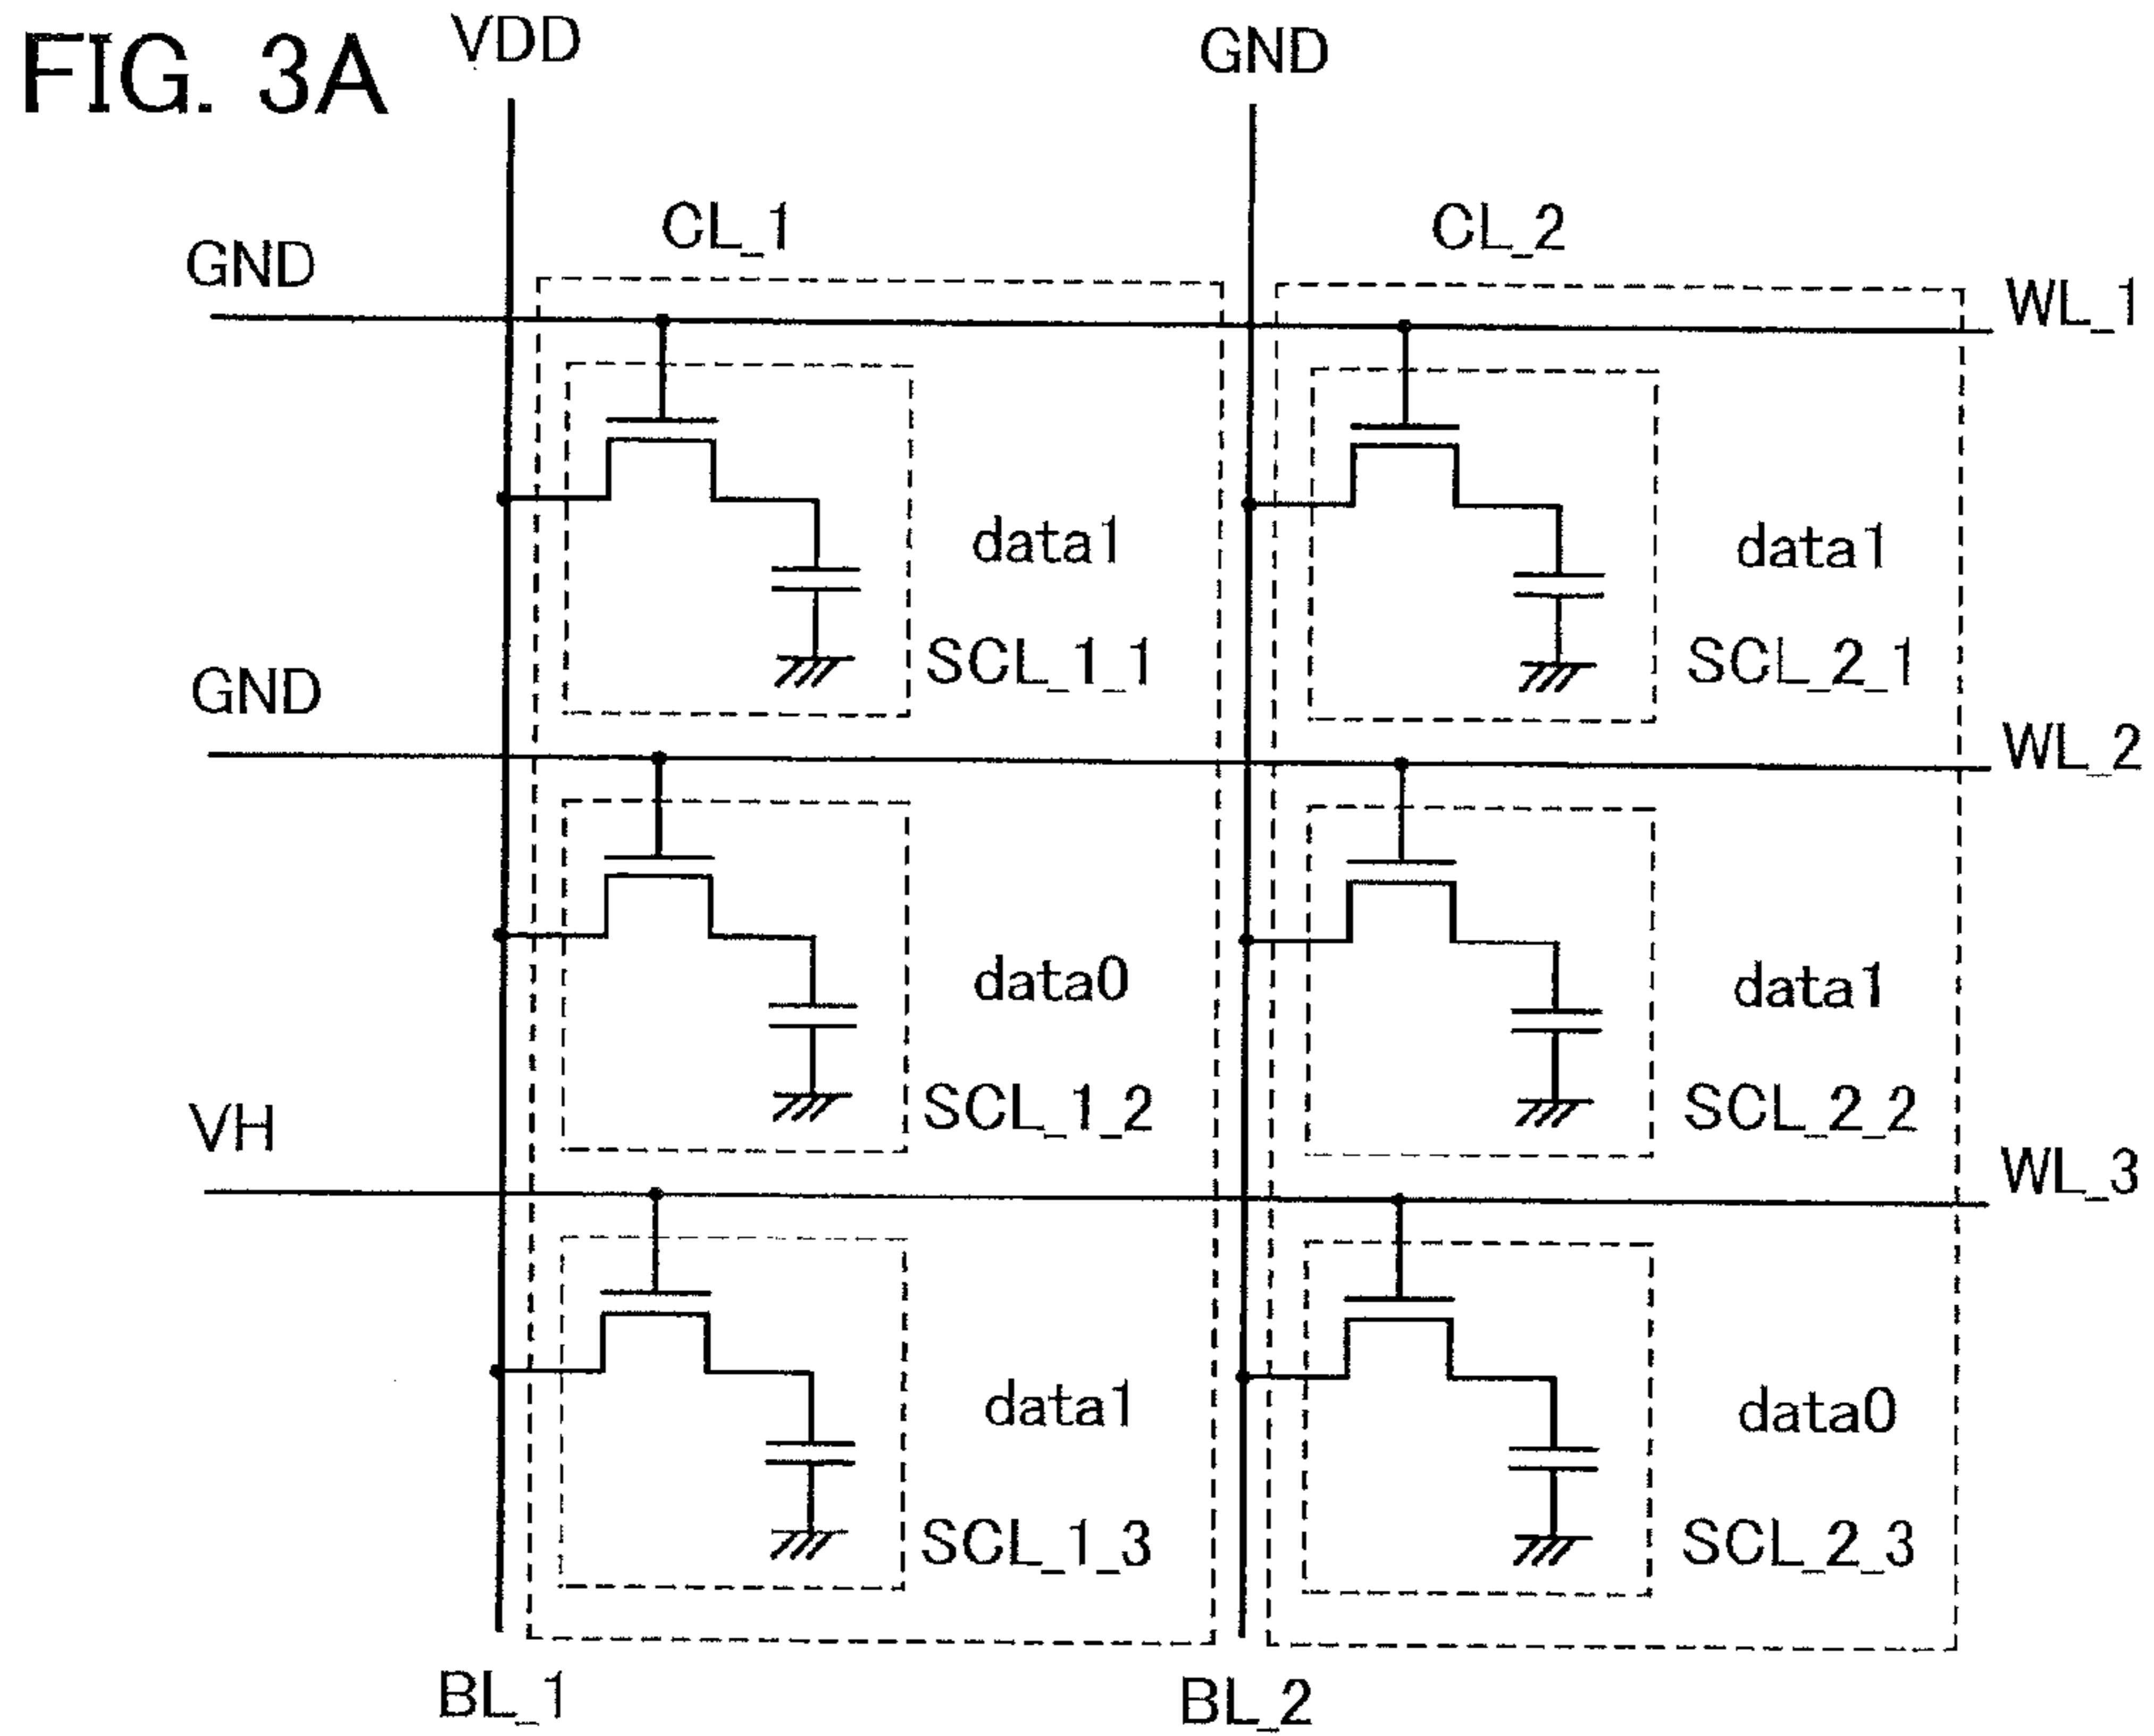 FIG. 3A
VDD
GND
CL_1
CL_2
GND
WL_1
data1
data1
SCL_1_1
SCL_2_1
GND
WL_2
data0
data1
SCL_1_2
SCL_2_2
VH
WL_3
data1
data0
SCL_1_3
SCL_2_3
BL_1
BL_2